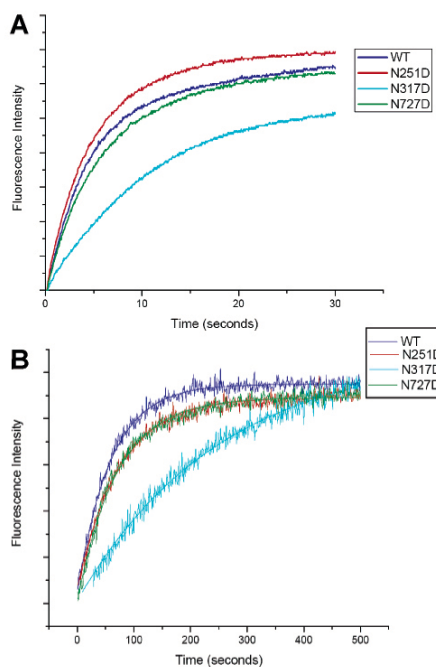 A
WT
N251D
N317D
N727D
Fluorescence Intensity
0 10 20 30
Time (seconds)
B
WT
N251D
N317D
N727D
Fluorescence Intensity
0 100 200 300 400 500
Time (seconds)